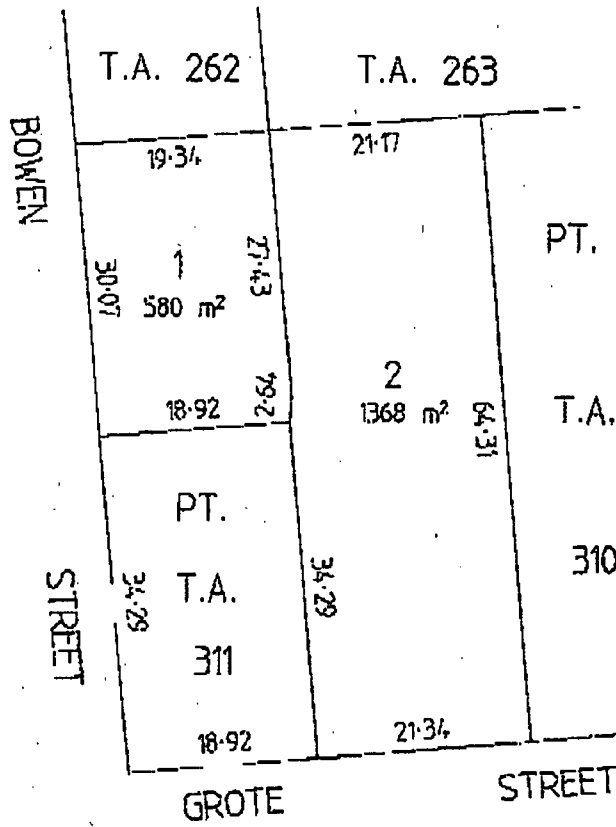 T.A. 262
T.A. 263
BOWEN
19·34
21·17
PT.
1
580 m²
30·07
27·43
2·64
18·92
2
1368 m²
64·31
T.A.
PT.
T.A.
311
34·29
34·29
310
STREET
18·92
21·34
GROTE
STREET